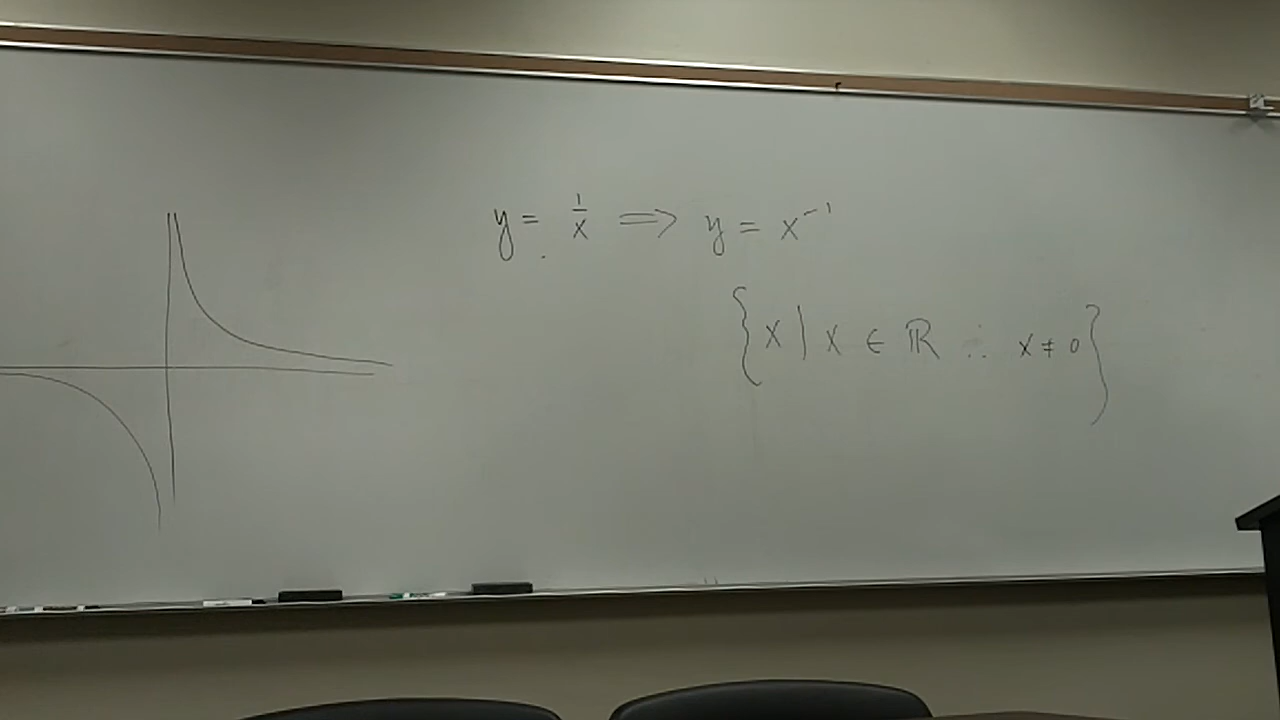 y = 1/x ⟹ y = x⁻¹
{x | x ∈ ℝ ∴ x ≠ 0}